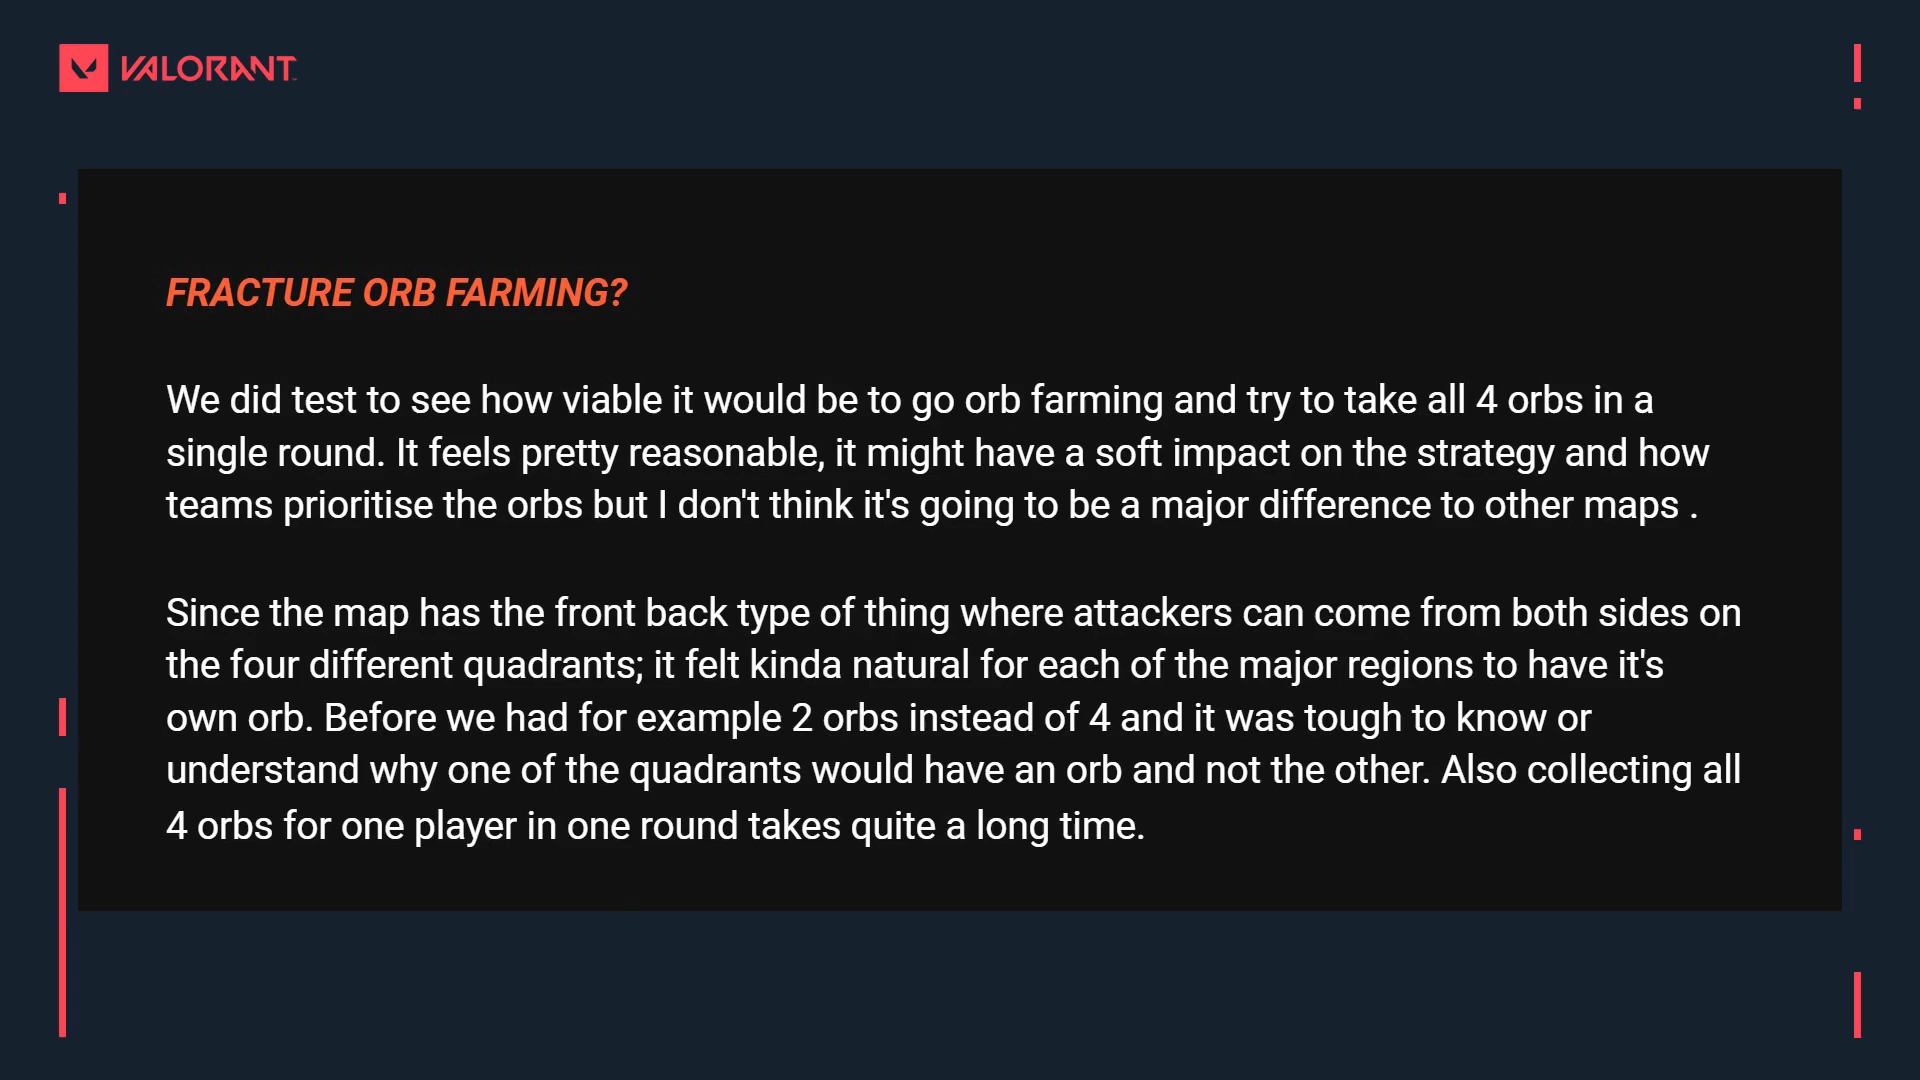 VALORANT
FRACTURE ORB FARMING?
We did test to see how viable it would be to go orb farming and try to take all 4 orbs in a
single round. It feels pretty reasonable, it might have a soft impact on the strategy and how
teams prioritise the orbs but I don't think it's going to be a major difference to other maps .
Since the map has the front back type of thing where attackers can come from both sides on
the four different quadrants; it felt kinda natural for each of the major regions to have it's
own orb. Before we had for example 2 orbs instead of 4 and it was tough to know or
understand why one of the quadrants would have an orb and not the other. Also collecting all
4 orbs for one player in one round takes quite a long time.